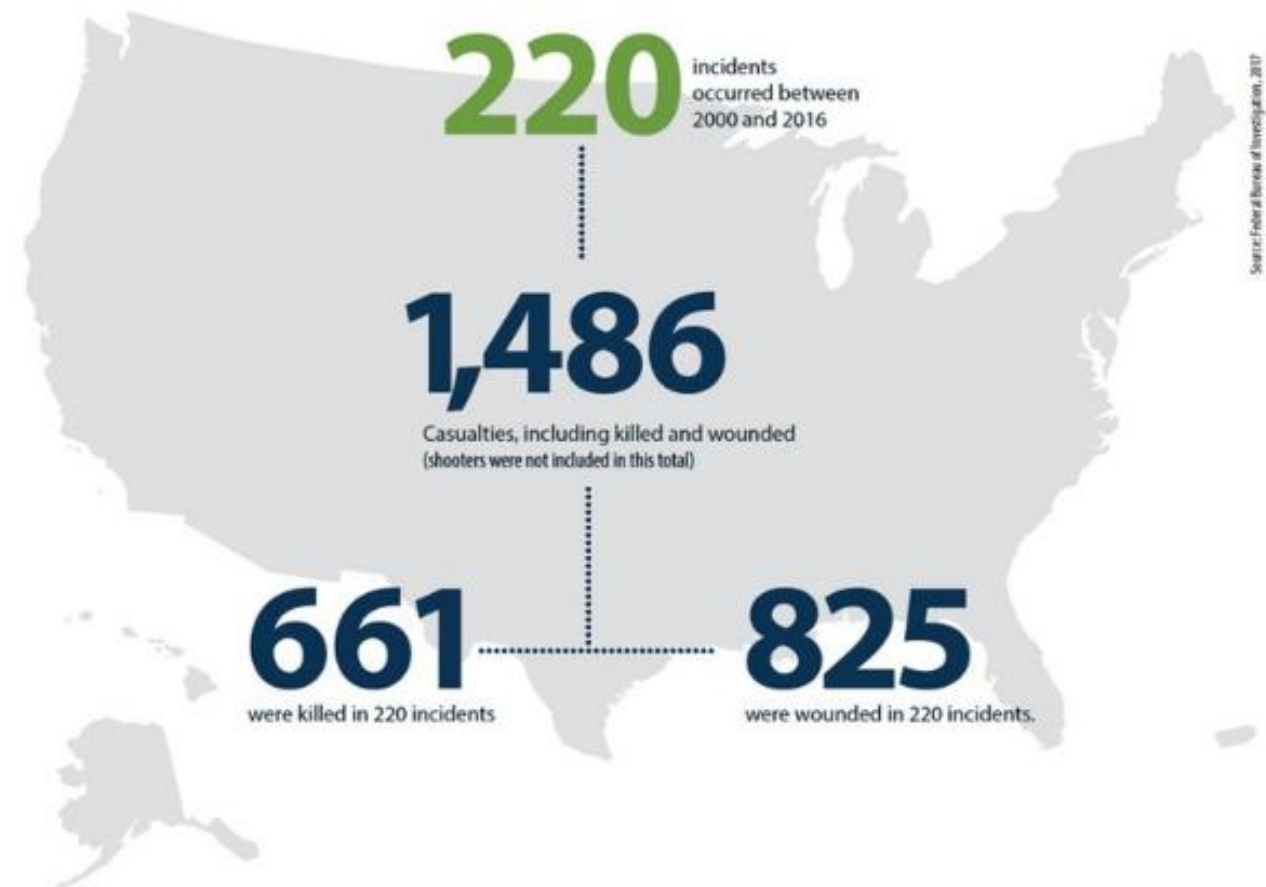 220
incidents
occurred between
2000 and 2016
1,486
Casualties, including killed and wounded
(shooters were not included in this total)
661
were killed in 220 incidents
825
were wounded in 220 incidents.
Source: Federal Bureau of Investigation, 2017